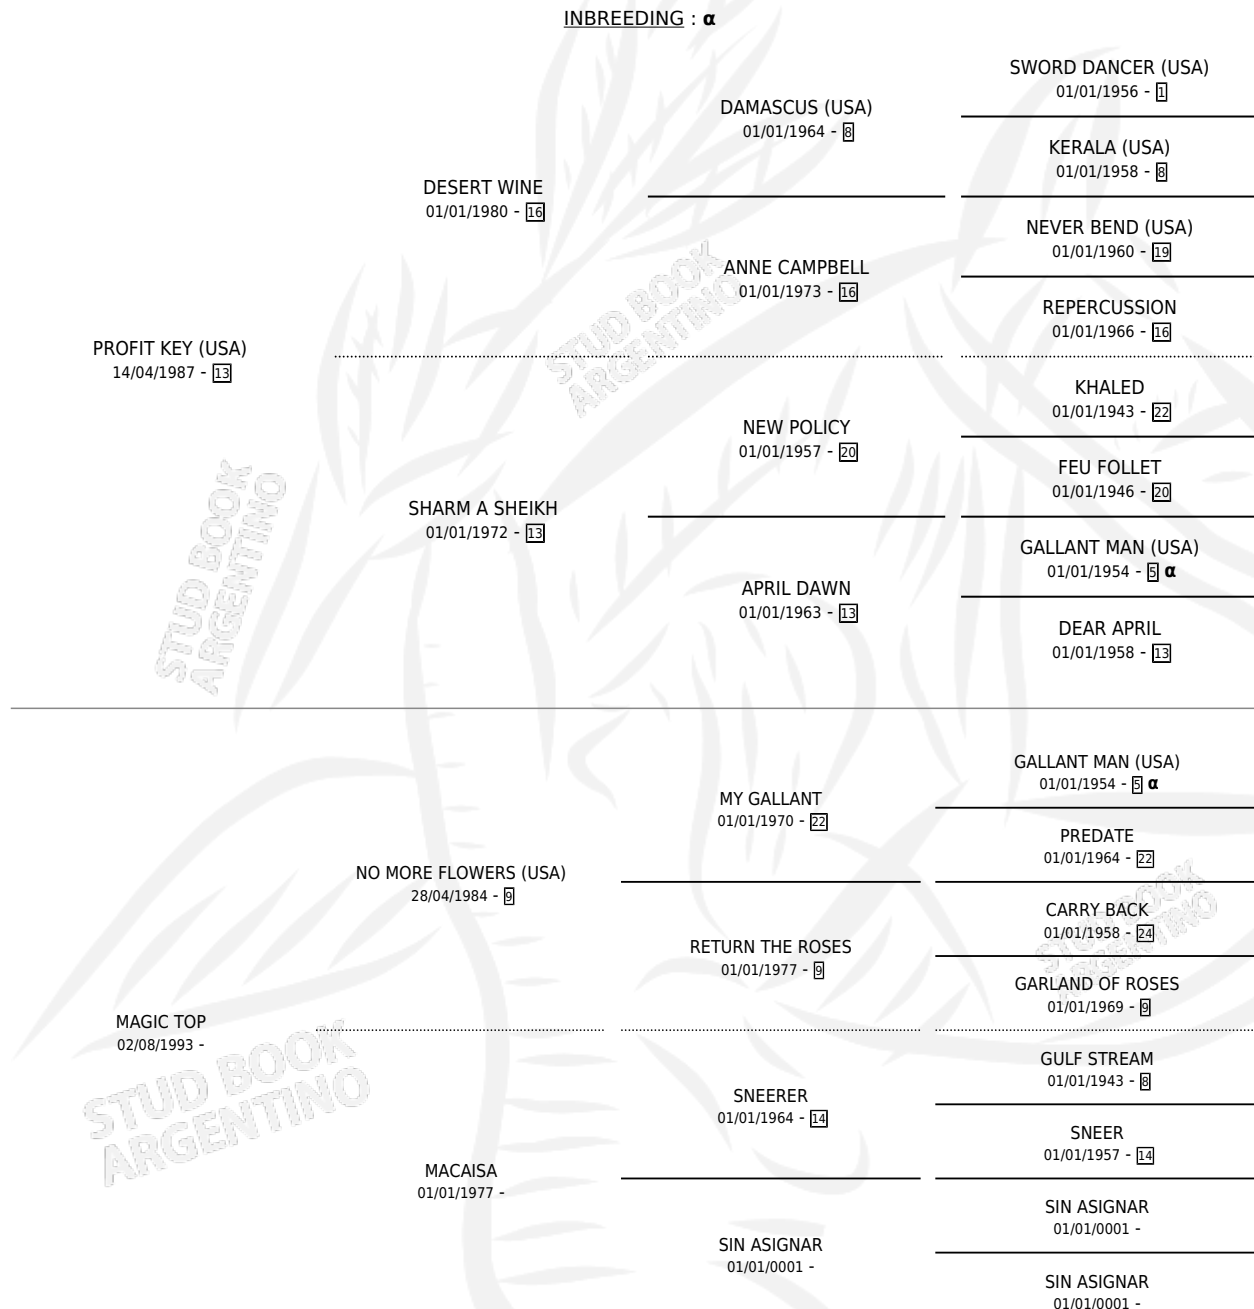 INBREEDING : α
SWORD DANCER (USA)
01/01/1956 - 1
DAMASCUS (USA)
01/01/1964 - 8
KERALA (USA)
01/01/1958 - 8
DESERT WINE
01/01/1980 - 16
NEVER BEND (USA)
01/01/1960 - 19
ANNE CAMPBELL
01/01/1973 - 16
REPERCUSSION
01/01/1966 - 16
PROFIT KEY (USA)
14/04/1987 - 13
KHALED
01/01/1943 - 22
NEW POLICY
01/01/1957 - 20
FEU FOLLET
01/01/1946 - 20
SHARM A SHEIKH
01/01/1972 - 13
GALLANT MAN (USA)
01/01/1954 - 5 α
APRIL DAWN
01/01/1963 - 13
DEAR APRIL
01/01/1958 - 13
GALLANT MAN (USA)
01/01/1954 - 5 α
MY GALLANT
01/01/1970 - 22
PREDATE
01/01/1964 - 22
NO MORE FLOWERS (USA)
28/04/1984 - 9
CARRY BACK
01/01/1958 - 24
RETURN THE ROSES
01/01/1977 - 9
GARLAND OF ROSES
01/01/1969 - 9
MAGIC TOP
02/08/1993 -
GULF STREAM
01/01/1943 - 8
SNEERER
01/01/1964 - 14
SNEER
01/01/1957 - 14
MACAISA
01/01/1977 -
SIN ASIGNAR
01/01/0001 -
SIN ASIGNAR
01/01/0001 -
SIN ASIGNAR
01/01/0001 -
STUD BOOK
ARGENTINO
STUD BOOK
ARGENTINO
STUD BOOK
ARGENTINO
STUD BOOK
ARGENTINO